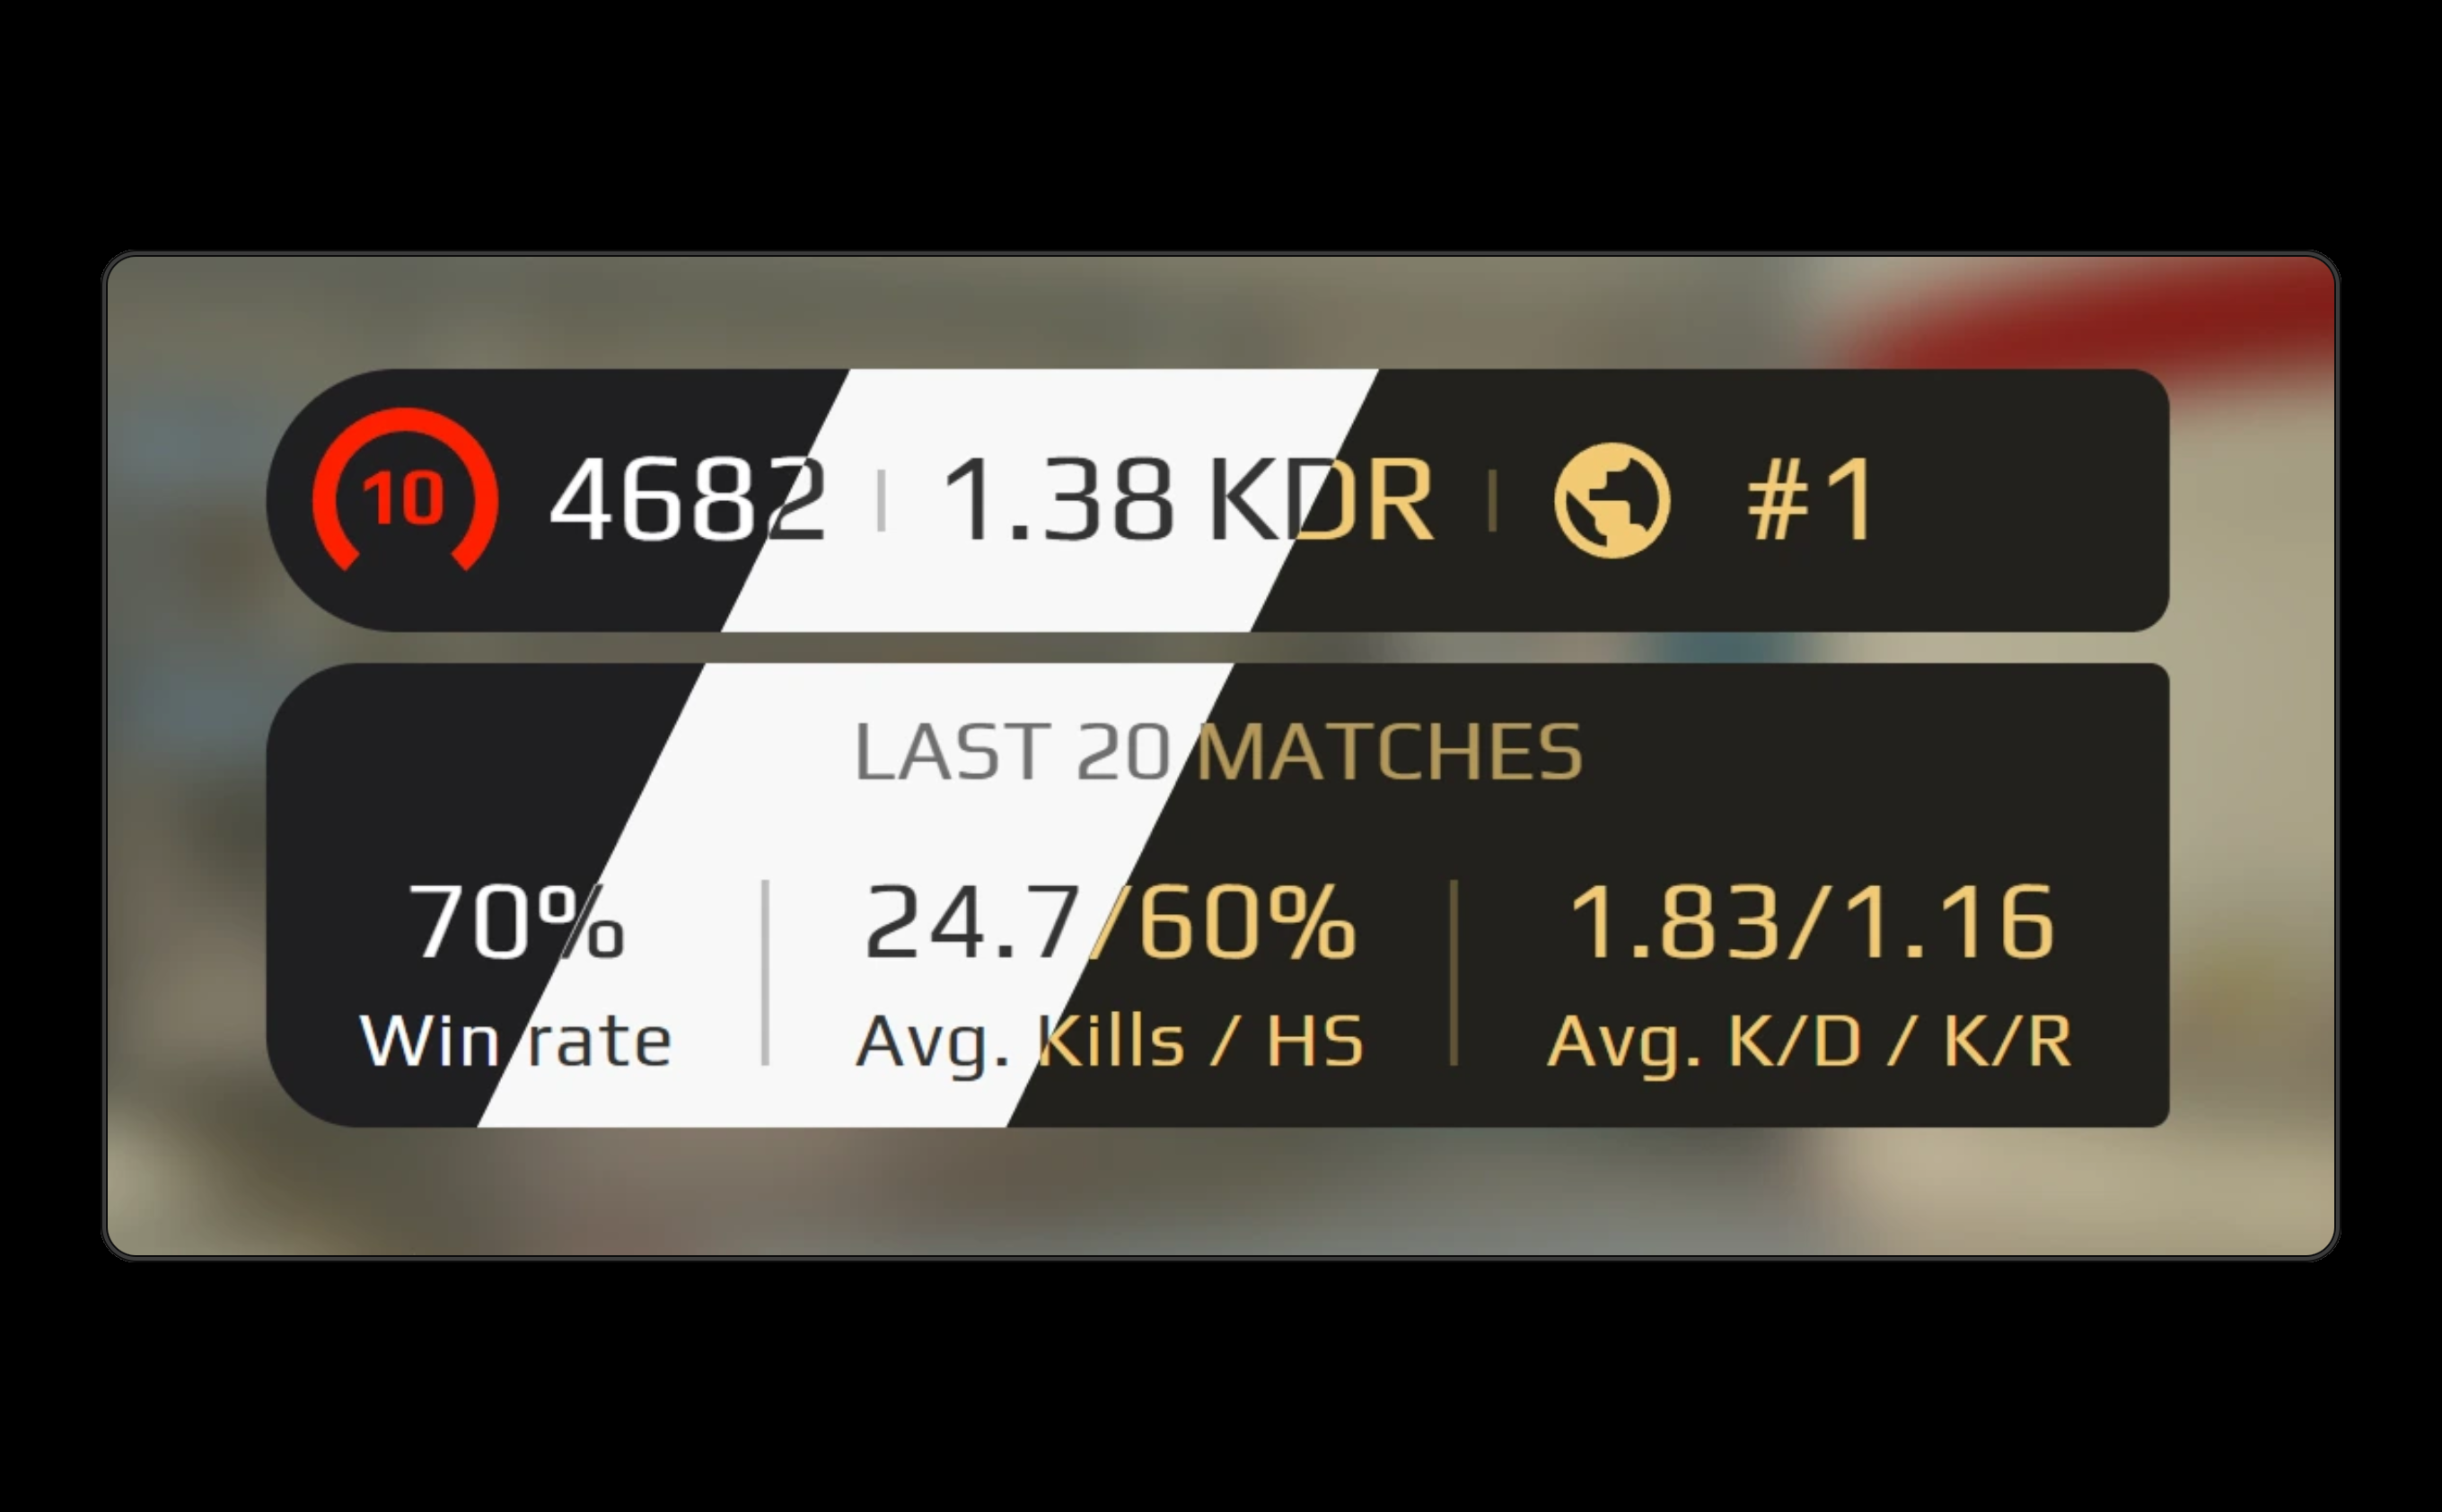 10 4682 1.38 KDR #1
LAST 20 MATCHES
70% 24.7/60% 1.83/1.16
Win rate Avg. Kills / HS Avg. K/D / K/R